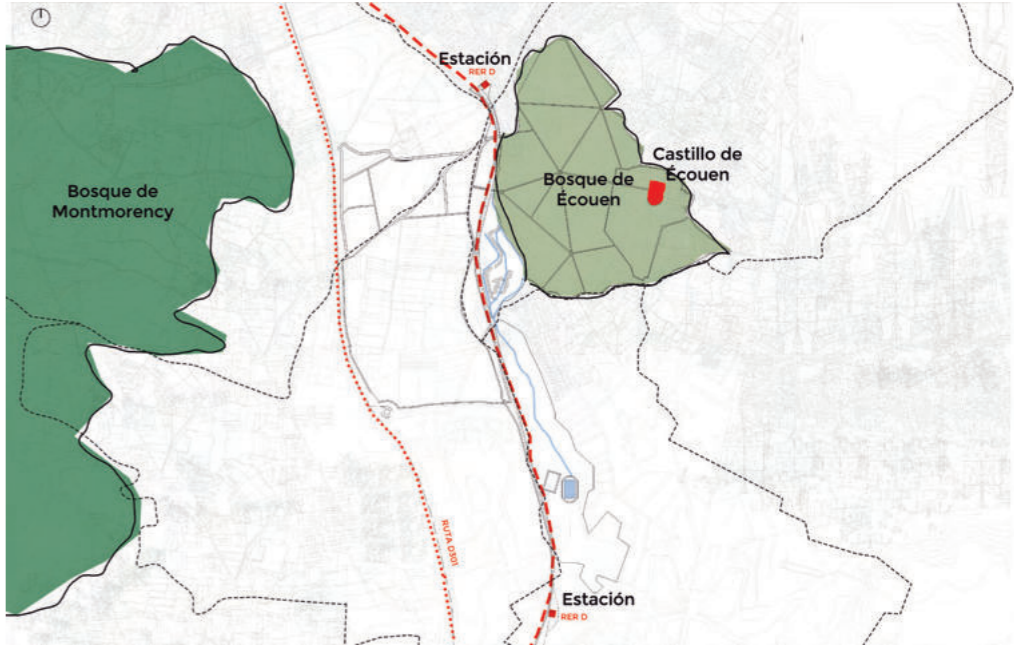 Estación
RER D
Castillo de
Écouen
Bosque de
Montmorency
Bosque de
Écouen
RUTA D301
Estación
RER D